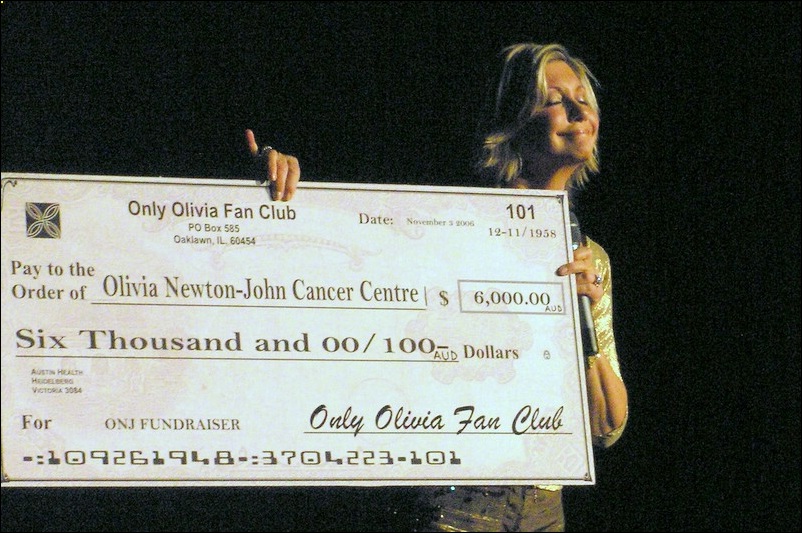 Only Olivia Fan Club
PO Box 585
Oaklawn, IL. 60454
Date: November 3 2006
101
12-11/1958
Pay to the
Order of Olivia Newton-John Cancer Centre $ 6,000.00
AUD
Six Thousand and 00/100- AUD Dollars
Austin Health
Heidelberg
Victoria 3084
For ONJ FUNDRAISER
Only Olivia Fan Club
-:109261948-:3704223-101